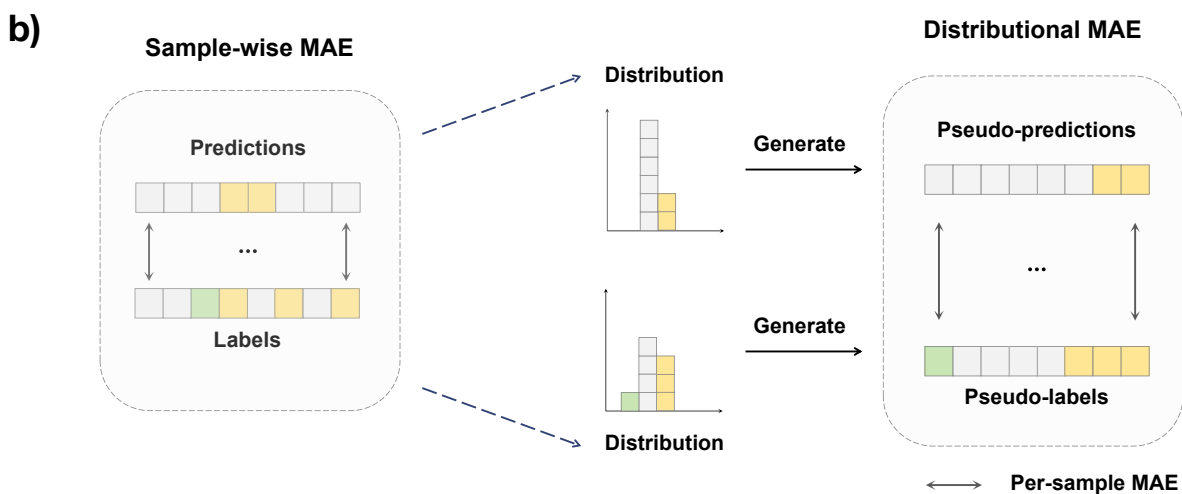 b)
Sample-wise MAE
Predictions
...
Labels
Distribution
Generate
Generate
Distribution
Distributional MAE
Pseudo-predictions
...
Pseudo-labels
Per-sample MAE